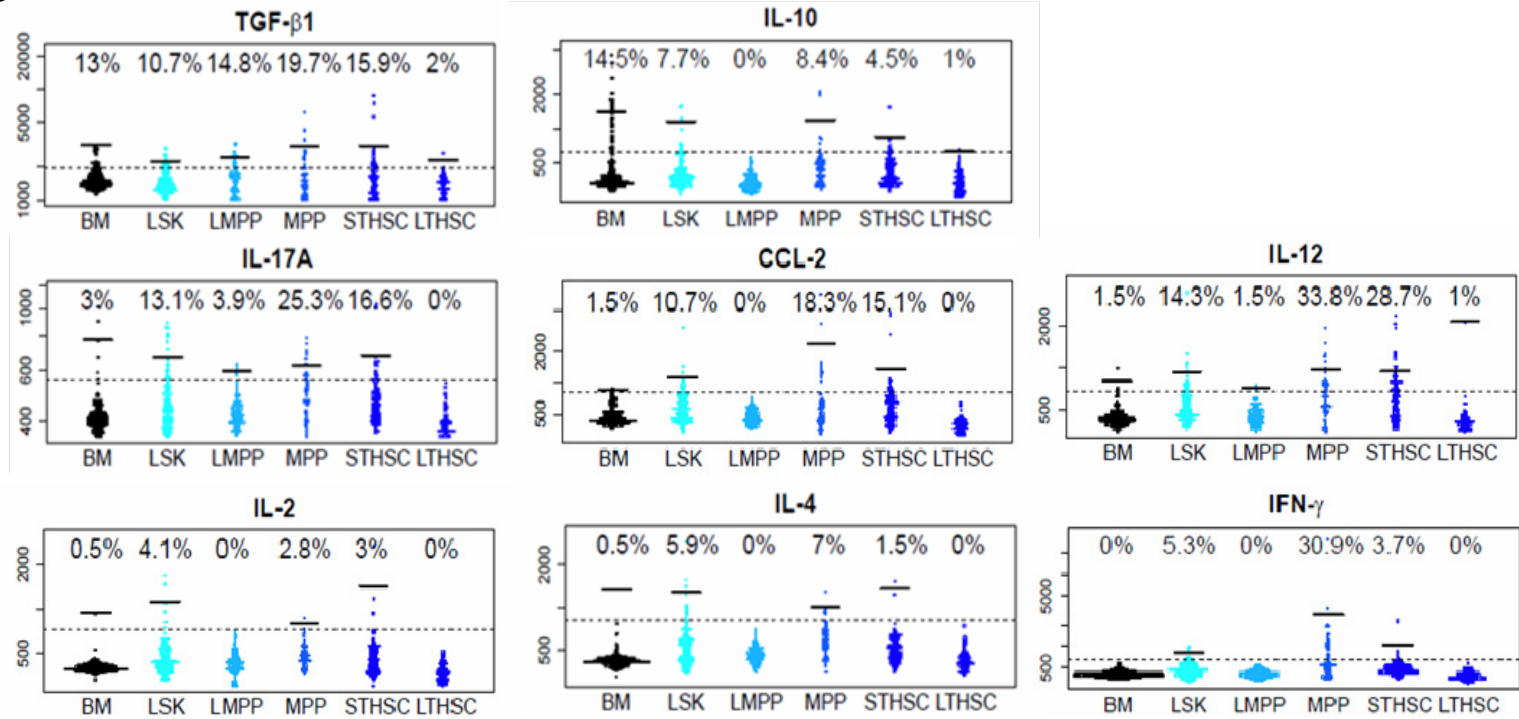 TGF-β1
13% 10.7% 14.8% 19.7% 15.9% 2%
20000
5000
1000
BM LSK LMPP MPP STHSC LTHSC
IL-10
14.5% 7.7% 0% 8.4% 4.5% 1%
2000
500
BM LSK LMPP MPP STHSC LTHSC
IL-17A
3% 13.1% 3.9% 25.3% 16.6% 0%
1000
600
400
BM LSK LMPP MPP STHSC LTHSC
CCL-2
1.5% 10.7% 0% 18.3% 15.1% 0%
2000
500
BM LSK LMPP MPP STHSC LTHSC
IL-12
1.5% 14.3% 1.5% 33.8% 28.7% 1%
2000
500
BM LSK LMPP MPP STHSC LTHSC
IL-2
0.5% 4.1% 0% 2.8% 3% 0%
2000
500
BM LSK LMPP MPP STHSC LTHSC
IL-4
0.5% 5.9% 0% 7% 1.5% 0%
2000
500
BM LSK LMPP MPP STHSC LTHSC
IFN-γ
0% 5.3% 0% 30.9% 3.7% 0%
5000
500
BM LSK LMPP MPP STHSC LTHSC